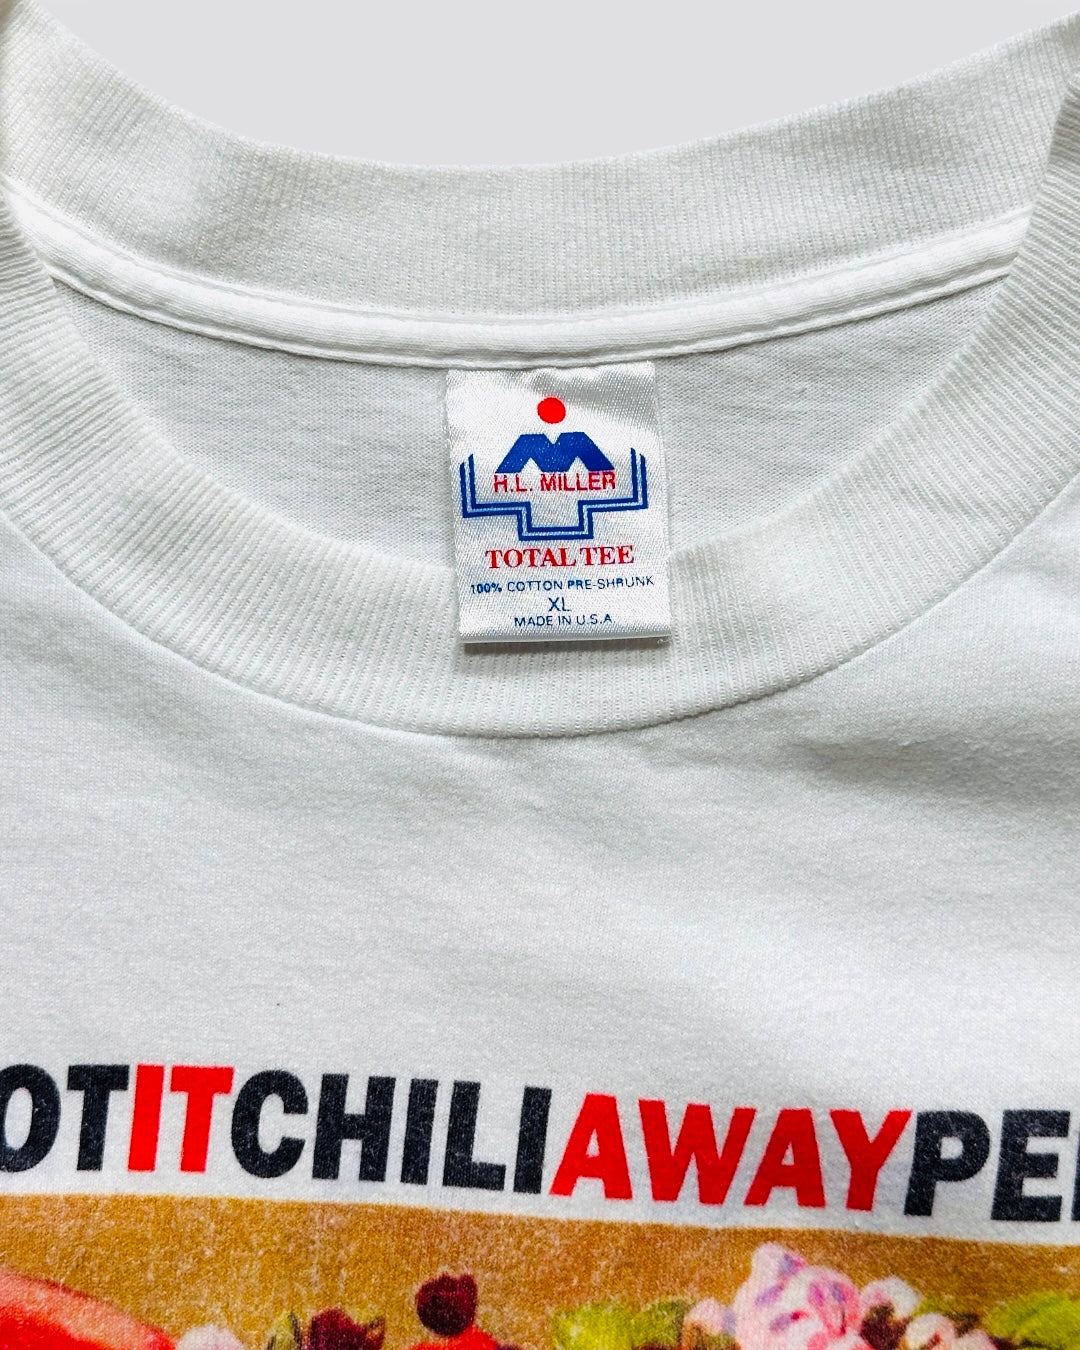 H.L. MILLER
TOTAL TEE
100% COTTON PRE-SHRUNK
XL
MADE IN U.S.A.
OTITCHILIAWAYPE